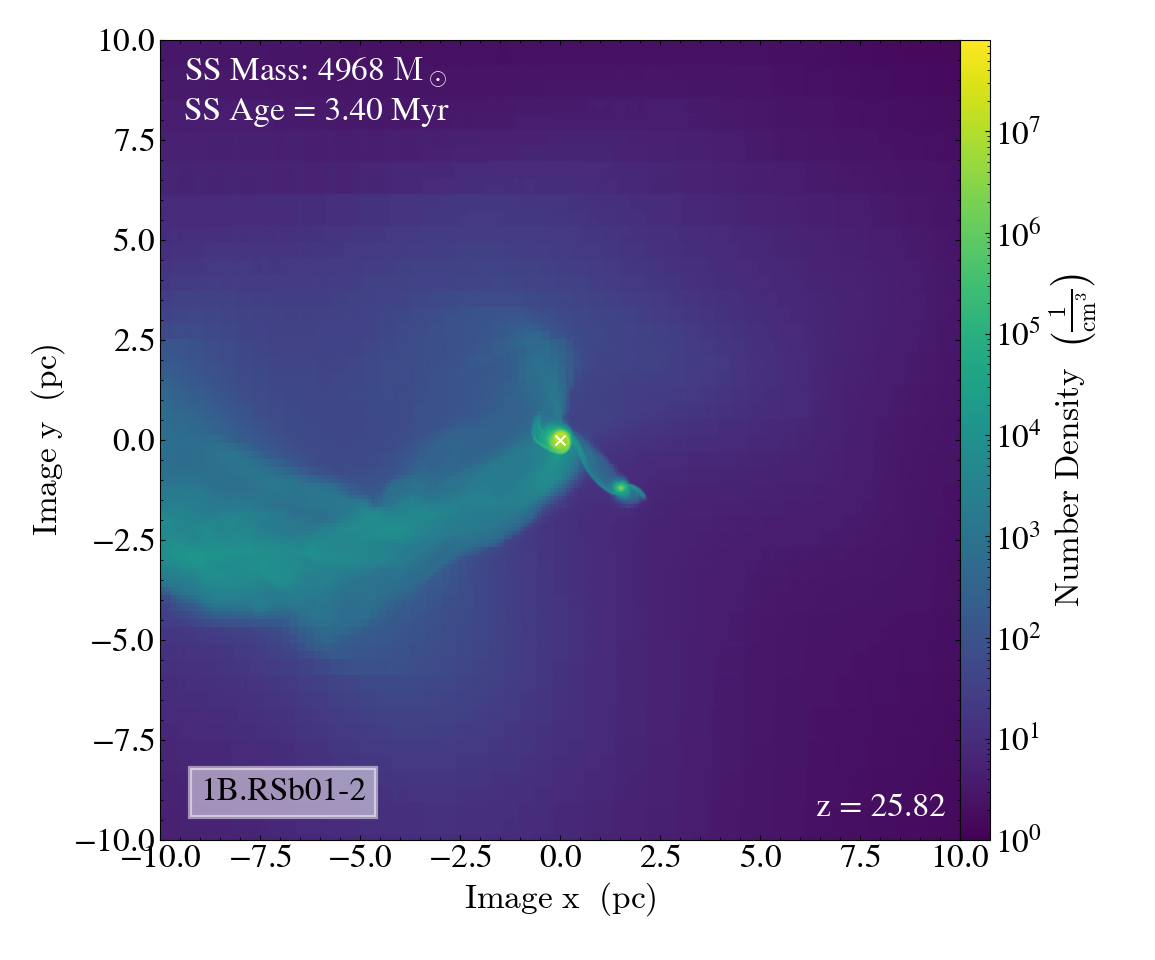 SS Mass: 4968 M⊙
SS Age = 3.40 Myr
1B.RSb01-2
z = 25.82
10.0
7.5
5.0
2.5
0.0
−2.5
−5.0
−7.5
−10.0
Image y (pc)
−10.0 −7.5 −5.0 −2.5 0.0 2.5 5.0 7.5 10.0
Image x (pc)
10⁷
10⁶
10⁵
10⁴
10³
10²
10¹
10⁰
Number Density (1/cm³)